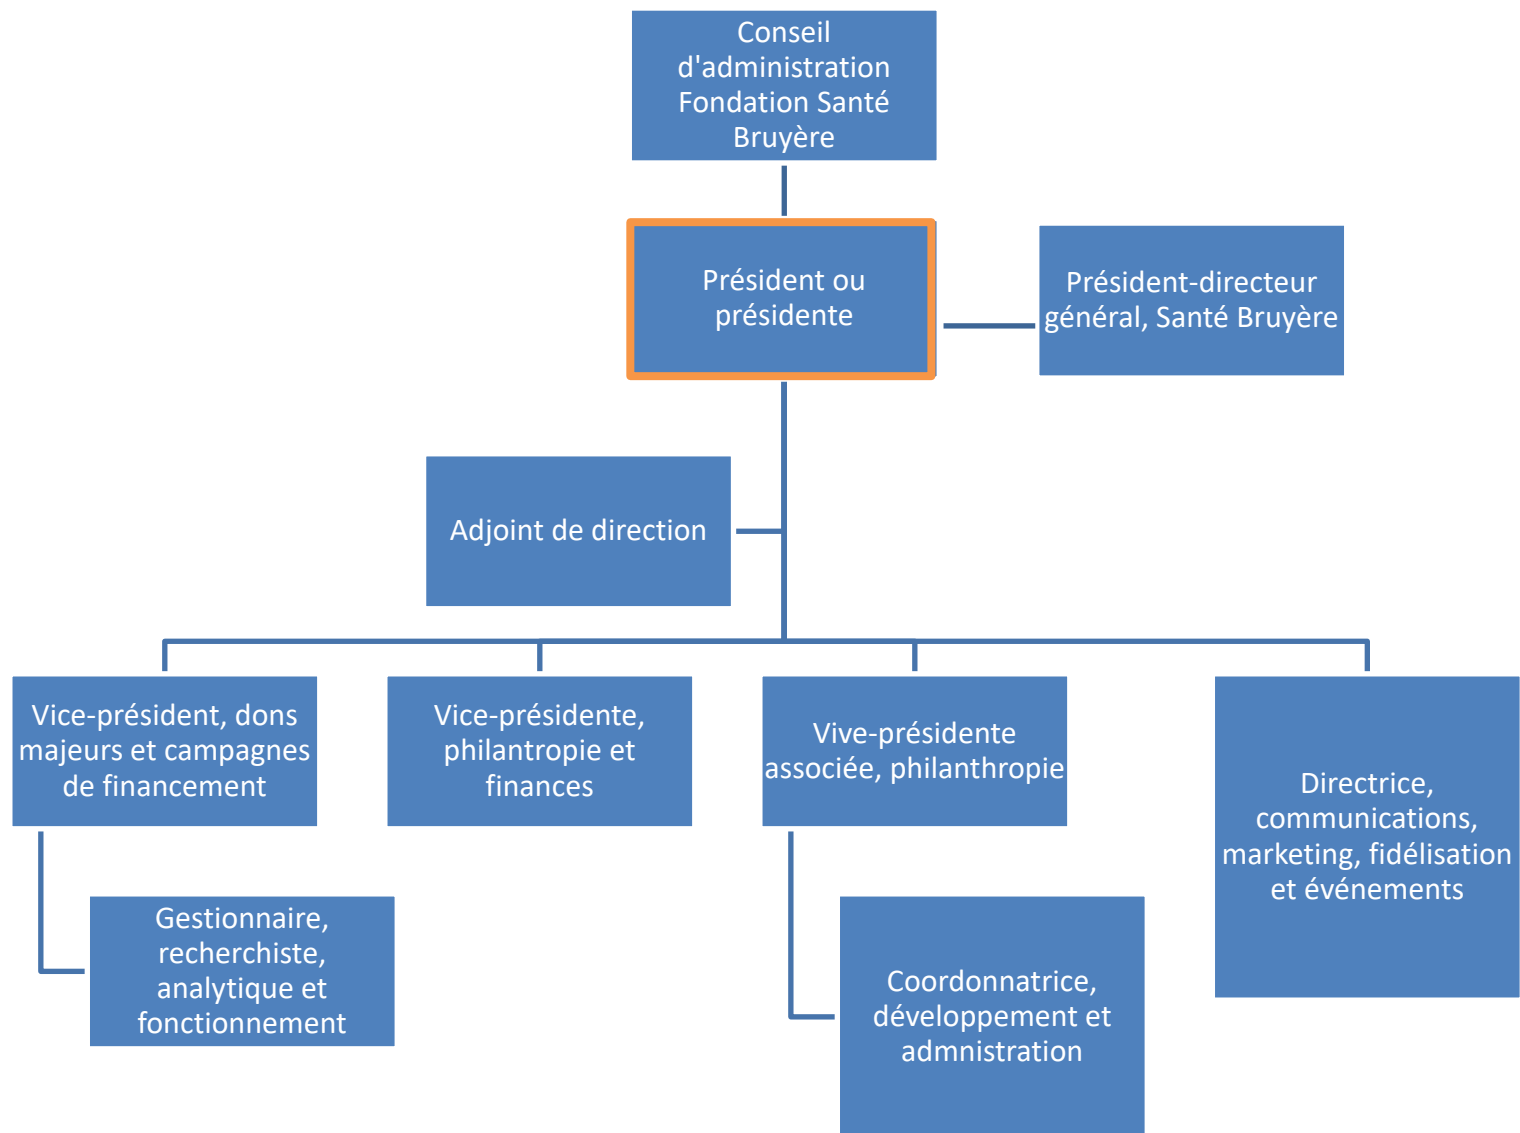 Conseil
d'administration
Fondation Santé
Bruyère
Président ou
présidente
Président-directeur
général, Santé Bruyère
Adjoint de direction
Vice-président, dons
majeurs et campagnes
de financement
Vice-présidente,
philantropie et
finances
Vive-présidente
associée, philanthropie
Directrice,
communications,
marketing, fidélisation
et événements
Gestionnaire,
recherchiste,
analytique et
fonctionnement
Coordonnatrice,
développement et
admnistration